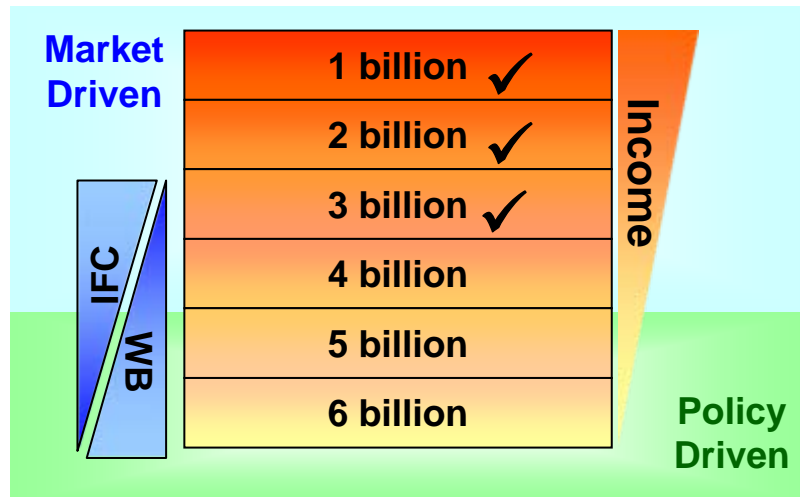 Market
Driven
1 billion ✓
2 billion ✓
3 billion ✓
4 billion
5 billion
6 billion
Income
IFC
WB
Policy
Driven